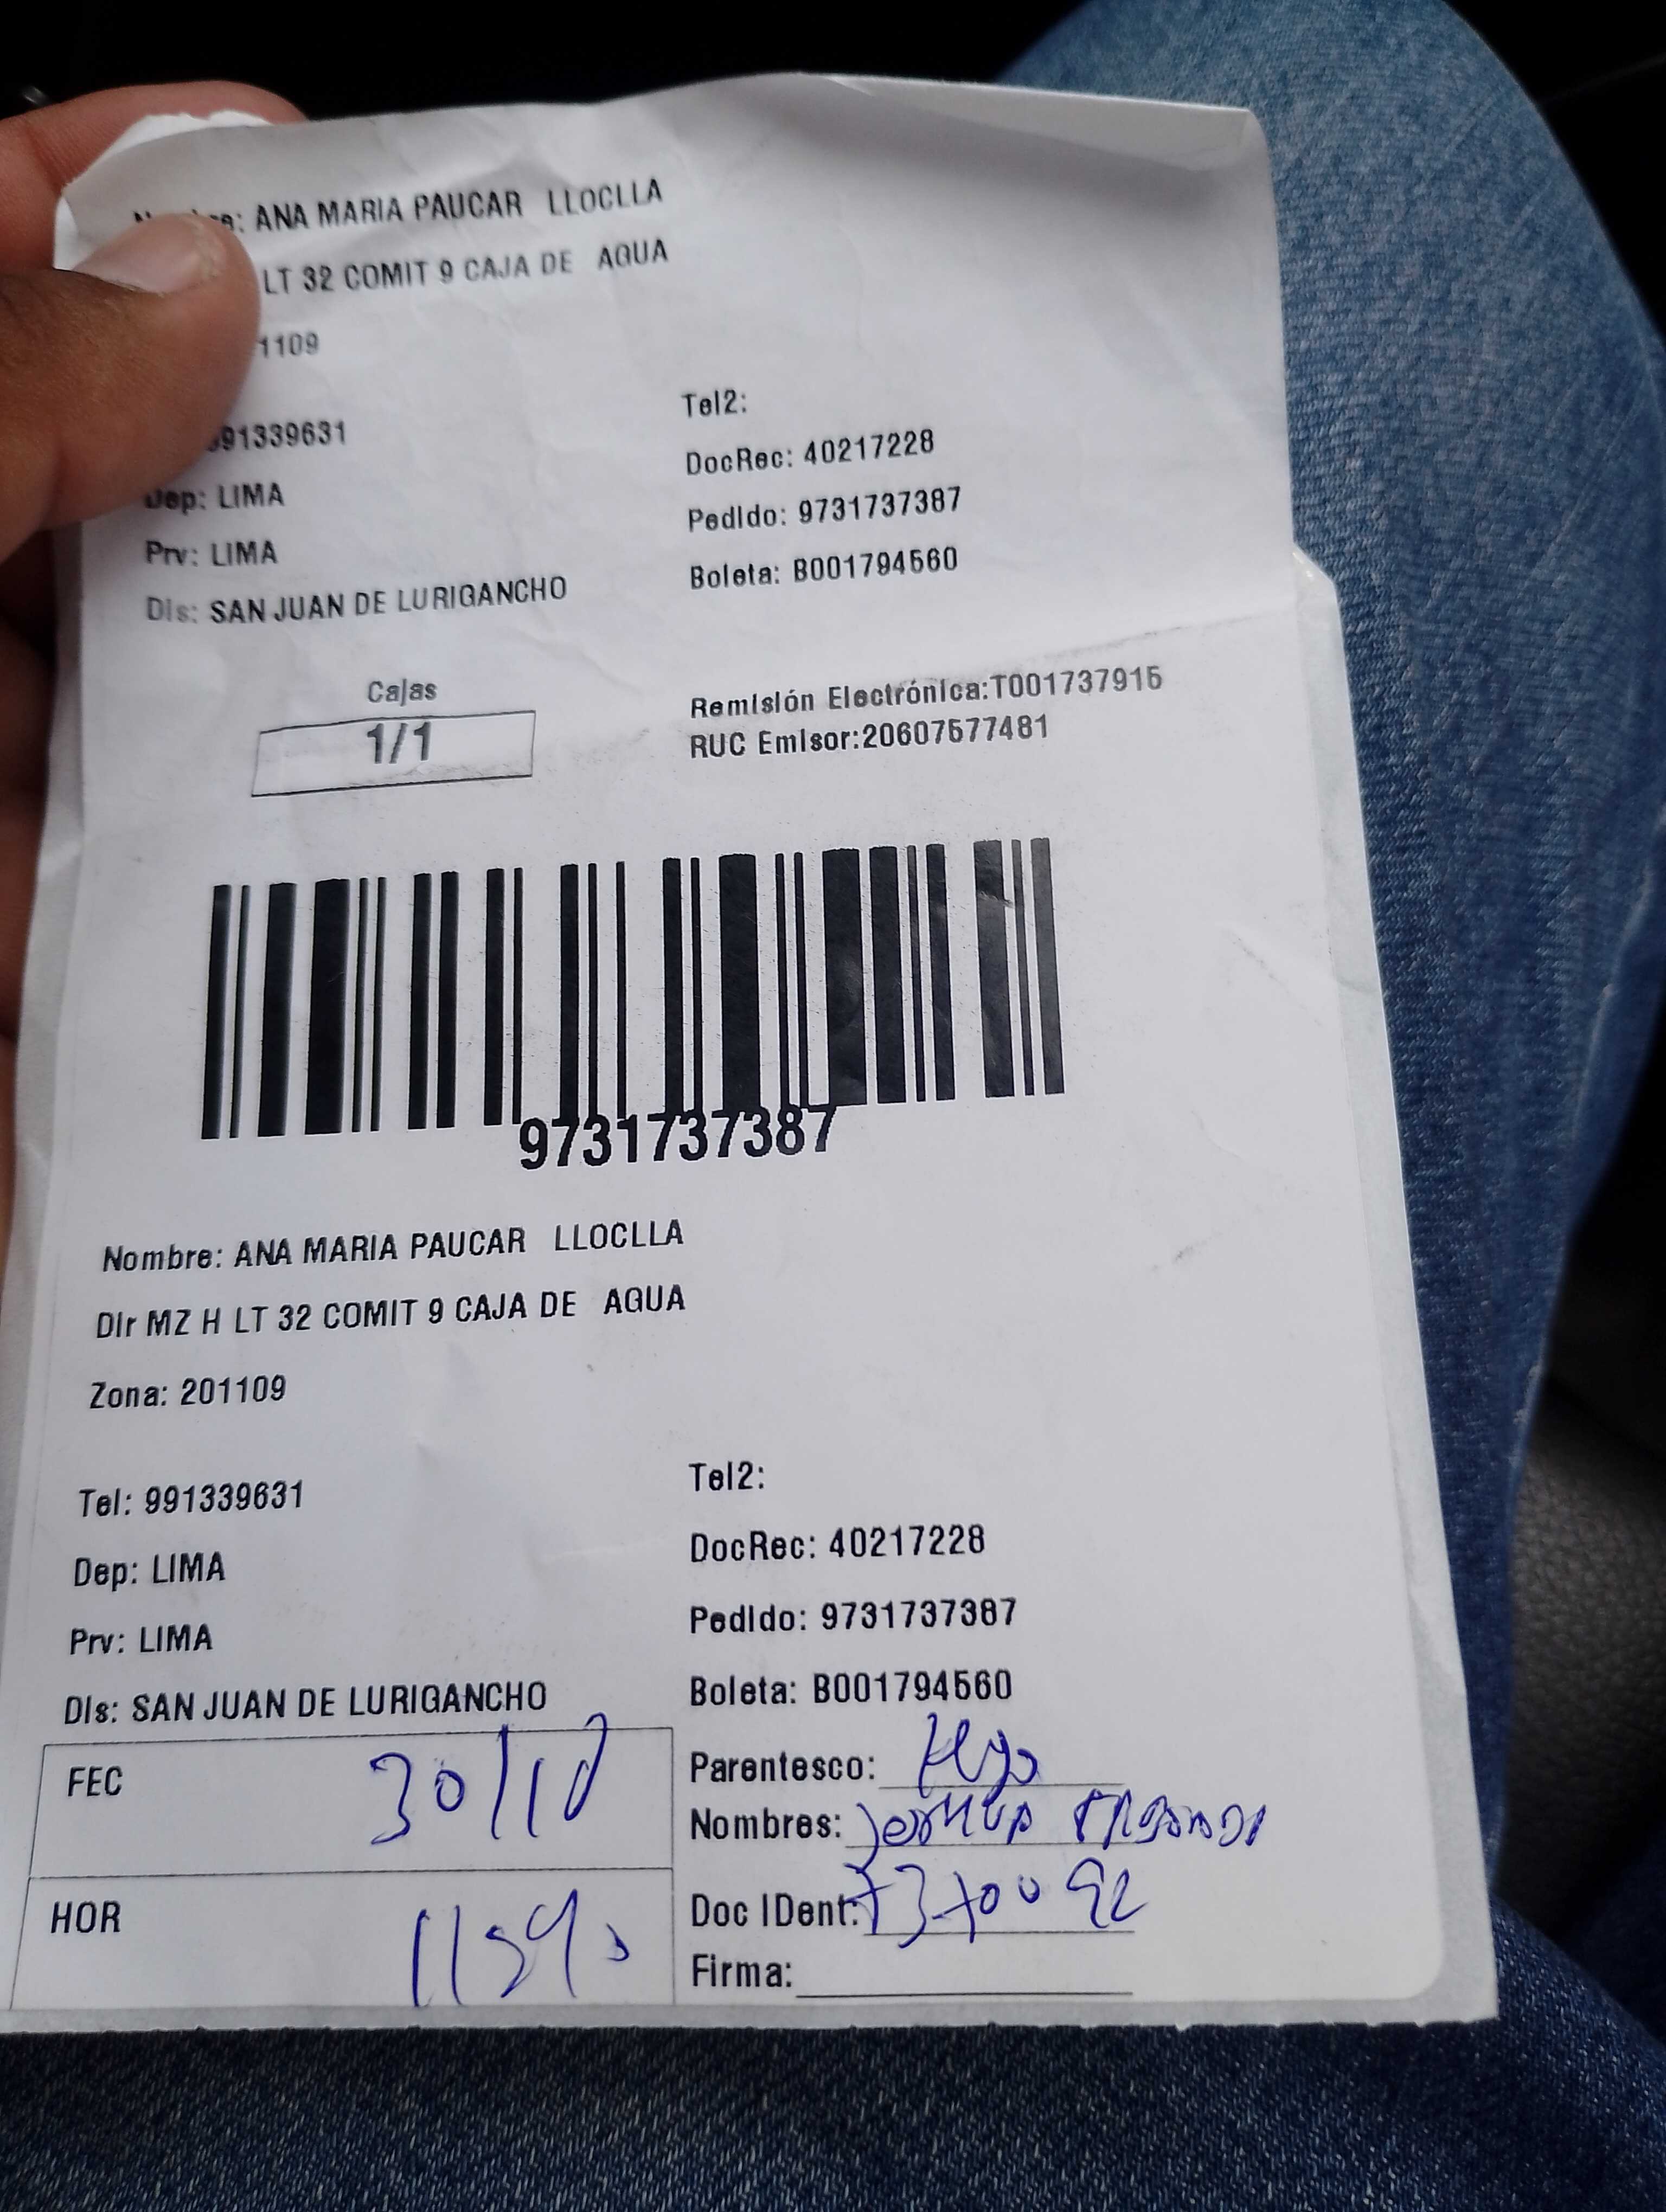 ANA MARIA PAUCAR LLOCLLA
LT 32 COMIT 9 CAJA DE AGUA
1109
91339631
Tel2:
DocRec: 40217228
Dep: LIMA
Pedido: 9731737387
Prv: LIMA
Boleta: B001794560
Dis: SAN JUAN DE LURIGANCHO
Cajas
1/1
Remisión Electrónica:T001737915
RUC Emisor:20607577481
9731737387
Nombre: ANA MARIA PAUCAR LLOCLLA
Dir MZ H LT 32 COMIT 9 CAJA DE AGUA
Zona: 201109
Tel: 991339631
Tel2:
Dep: LIMA
DocRec: 40217228
Prv: LIMA
Pedido: 9731737387
Dis: SAN JUAN DE LURIGANCHO
Boleta: B001794560
FEC 30/10
Parentesco: Hijo
Nombres:
HOR
Doc IDent:
Firma: